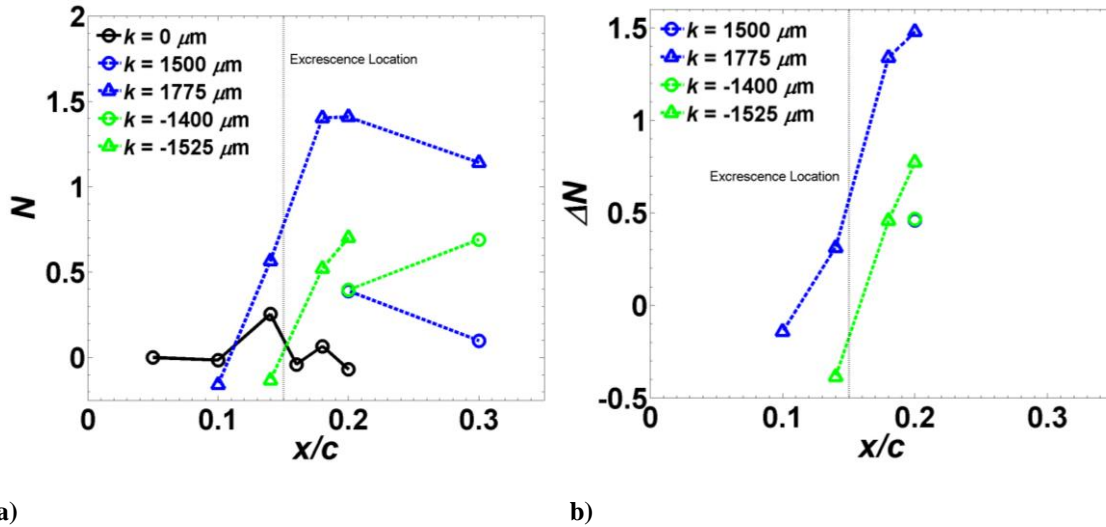 2
1.5
1
0.5
0
N
k = 0 μm
k = 1500 μm
k = 1775 μm
k = -1400 μm
k = -1525 μm
Excrescence Location
0 0.1 0.2 0.3
x/c
a)
1.5
1
0.5
0
-0.5
ΔN
k = 1500 μm
k = 1775 μm
k = -1400 μm
k = -1525 μm
Excrescence Location
0 0.1 0.2 0.3
x/c
b)